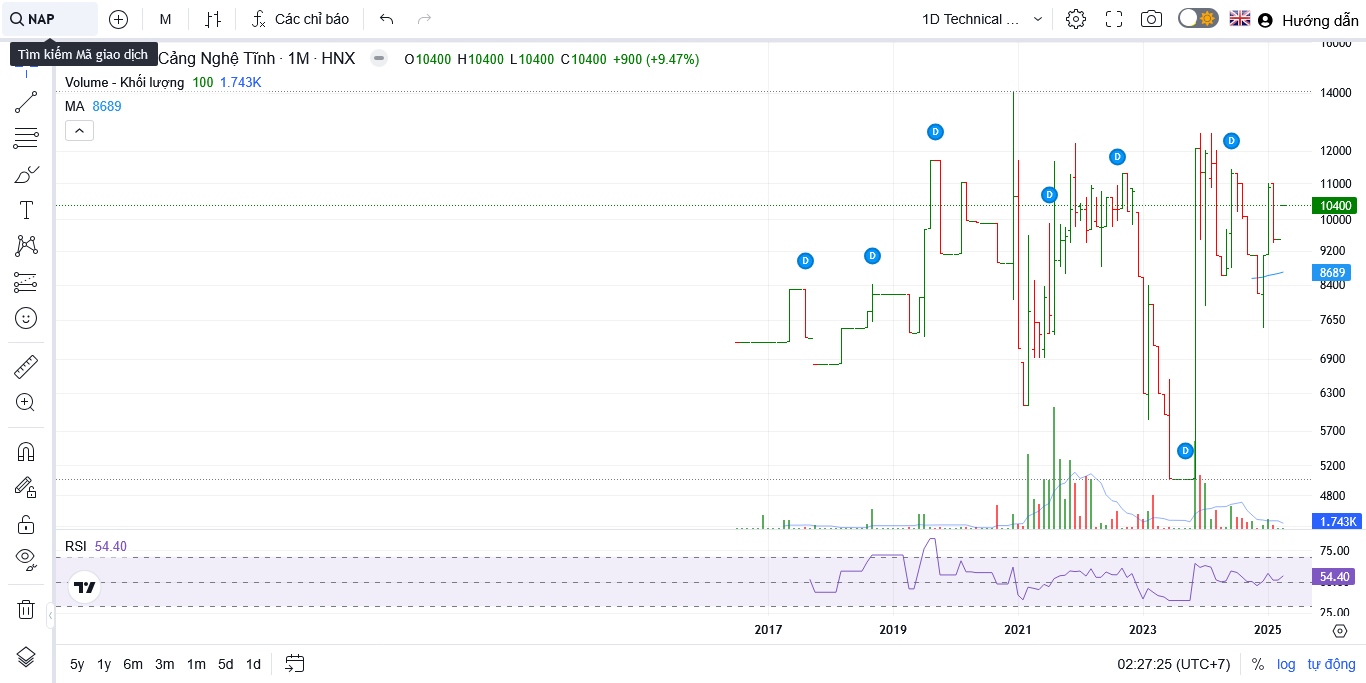 NAP
M
Các chỉ báo
1D Technical ...
Hướng dẫn
Tìm kiếm Mã giao dịch
Cảng Nghệ Tĩnh · 1M · HNX
O10400 H10400 L10400 C10400 +900 (+9.47%)
Volume - Khối lượng 100 1.743K
MA 8689
16000
14000
12000
11000
10400
10000
9200
8689
8400
7650
6900
6300
5700
5200
4800
1.743K
D
D
D
D
D
D
D
RSI 54.40
75.00
54.40
25.00
2017
2019
2021
2023
2025
5y 1y 6m 3m 1m 5d 1d
02:27:25 (UTC+7)
%
log
tự động